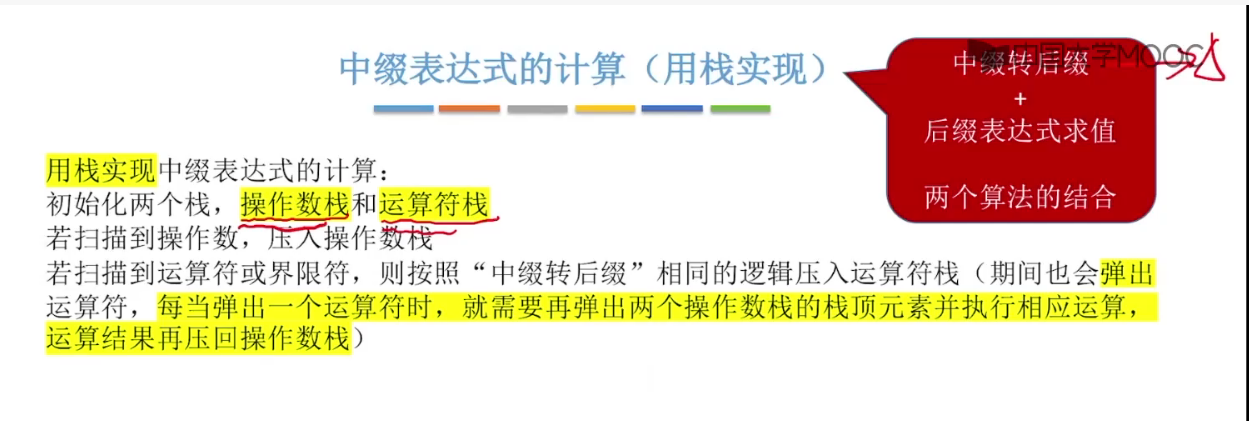 中缀表达式的计算（用栈实现）
中国大学MOOC
中缀转后缀
+
后缀表达式求值
两个算法的结合
用栈实现中缀表达式的计算：
初始化两个栈，操作数栈和运算符栈
若扫描到操作数，压入操作数栈
若扫描到运算符或界限符，则按照“中缀转后缀”相同的逻辑压入运算符栈（期间也会弹出
运算符，每当弹出一个运算符时，就需要再弹出两个操作数栈的栈顶元素并执行相应运算，
运算结果再压回操作数栈）